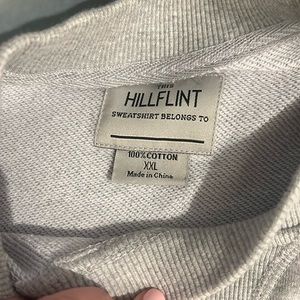 THIS
HILLFLINT
SWEATSHIRT BELONGS TO
100% COTTON
XXL
Made in China